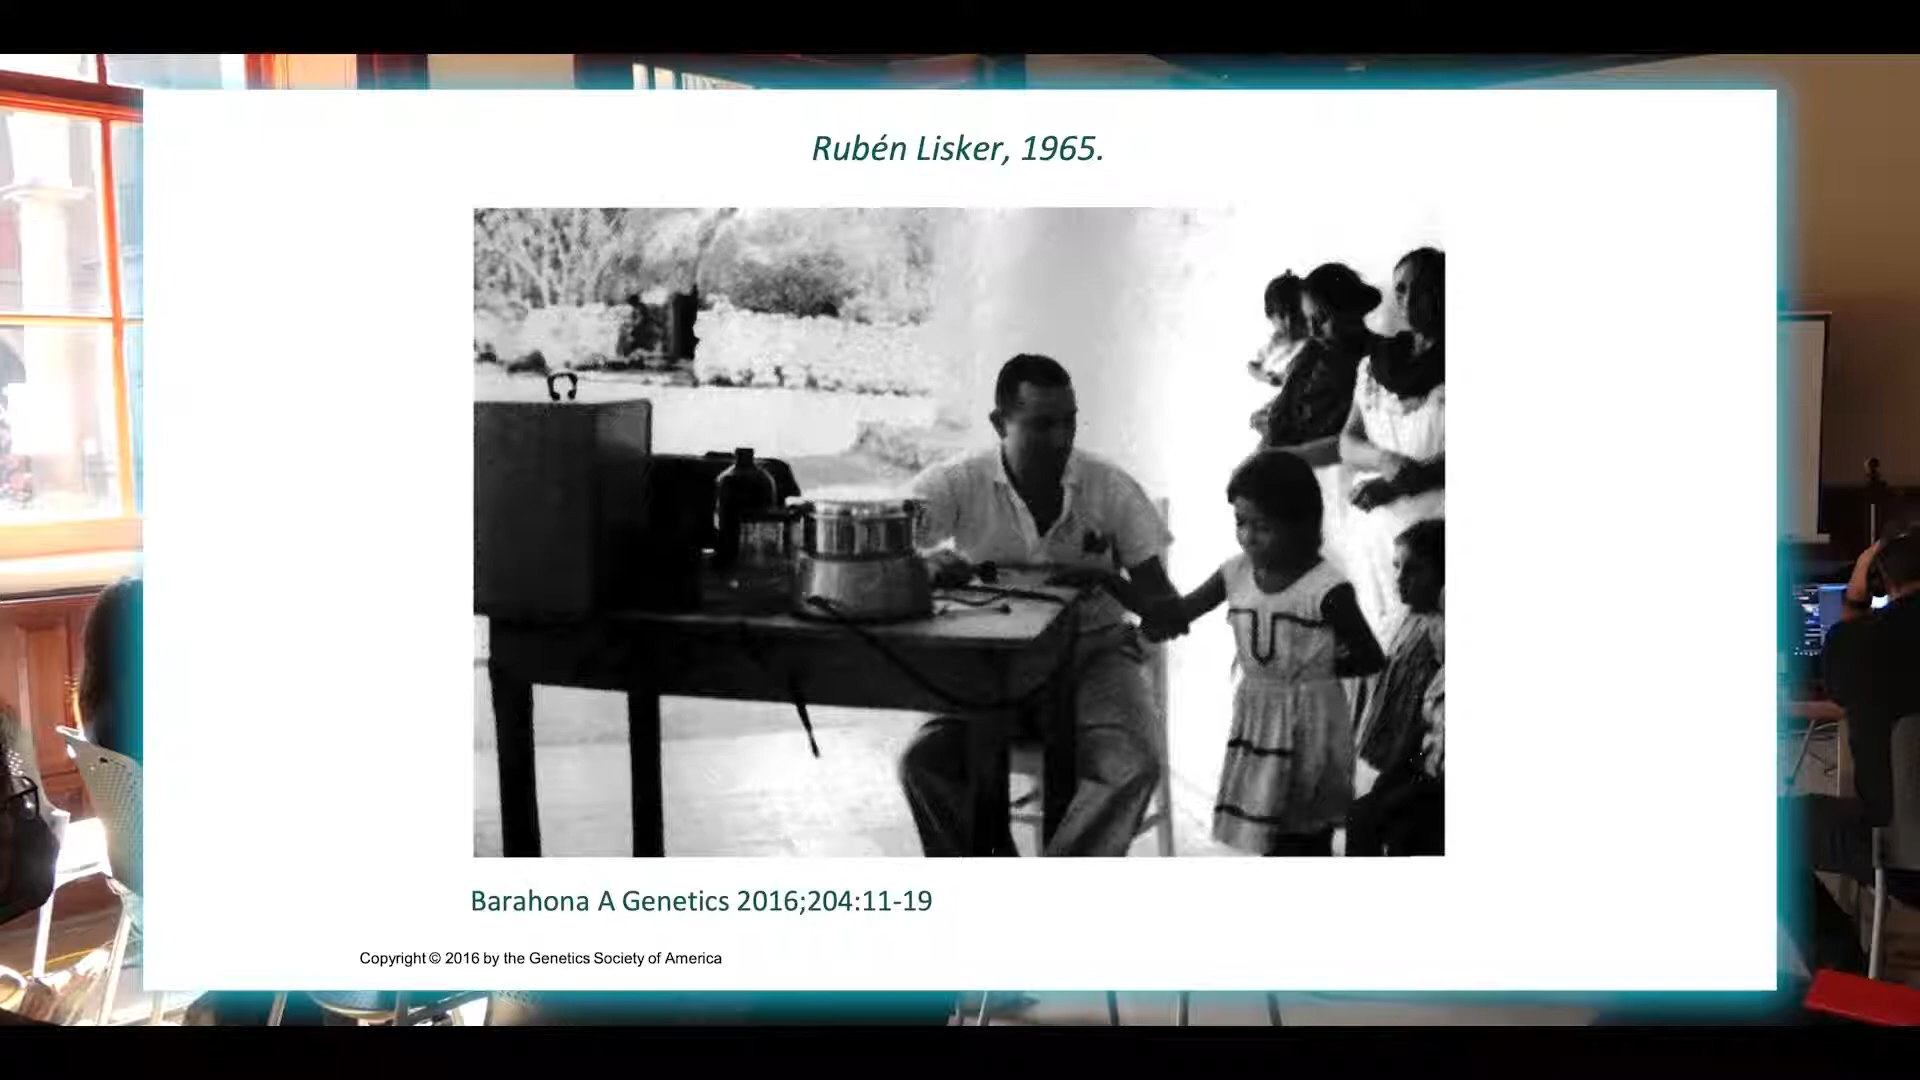 Rubén Lisker, 1965.
Barahona A Genetics 2016;204:11-19
Copyright © 2016 by the Genetics Society of America